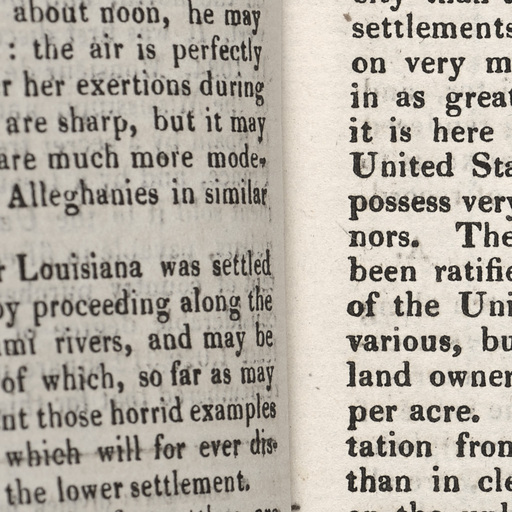 about noon, he may
: the air is perfectly
r her exertions during
are sharp, but it may
are much more mode-
Alleghanies in similar
r Louisiana was settled
by proceeding along the
rivers, and may be
of which, so far as may
nt those horrid examples
which will for ever dis-
the lower settlement.
settlements
on very m
in as great
it is here
United Sta
possess very
nors. The
been ratifie
of the Uni
various, bu
land owner
per acre.
tation from
than in cle